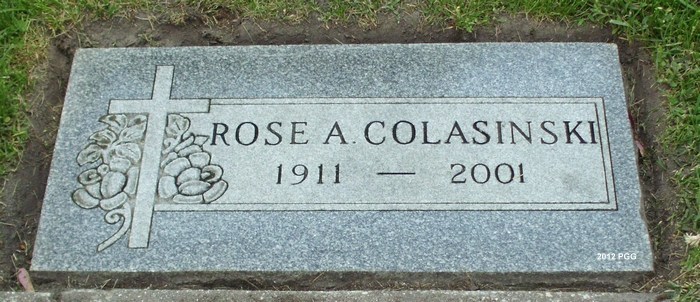 ROSE A. COLASINSKI
1911 — 2001
2012 PGG